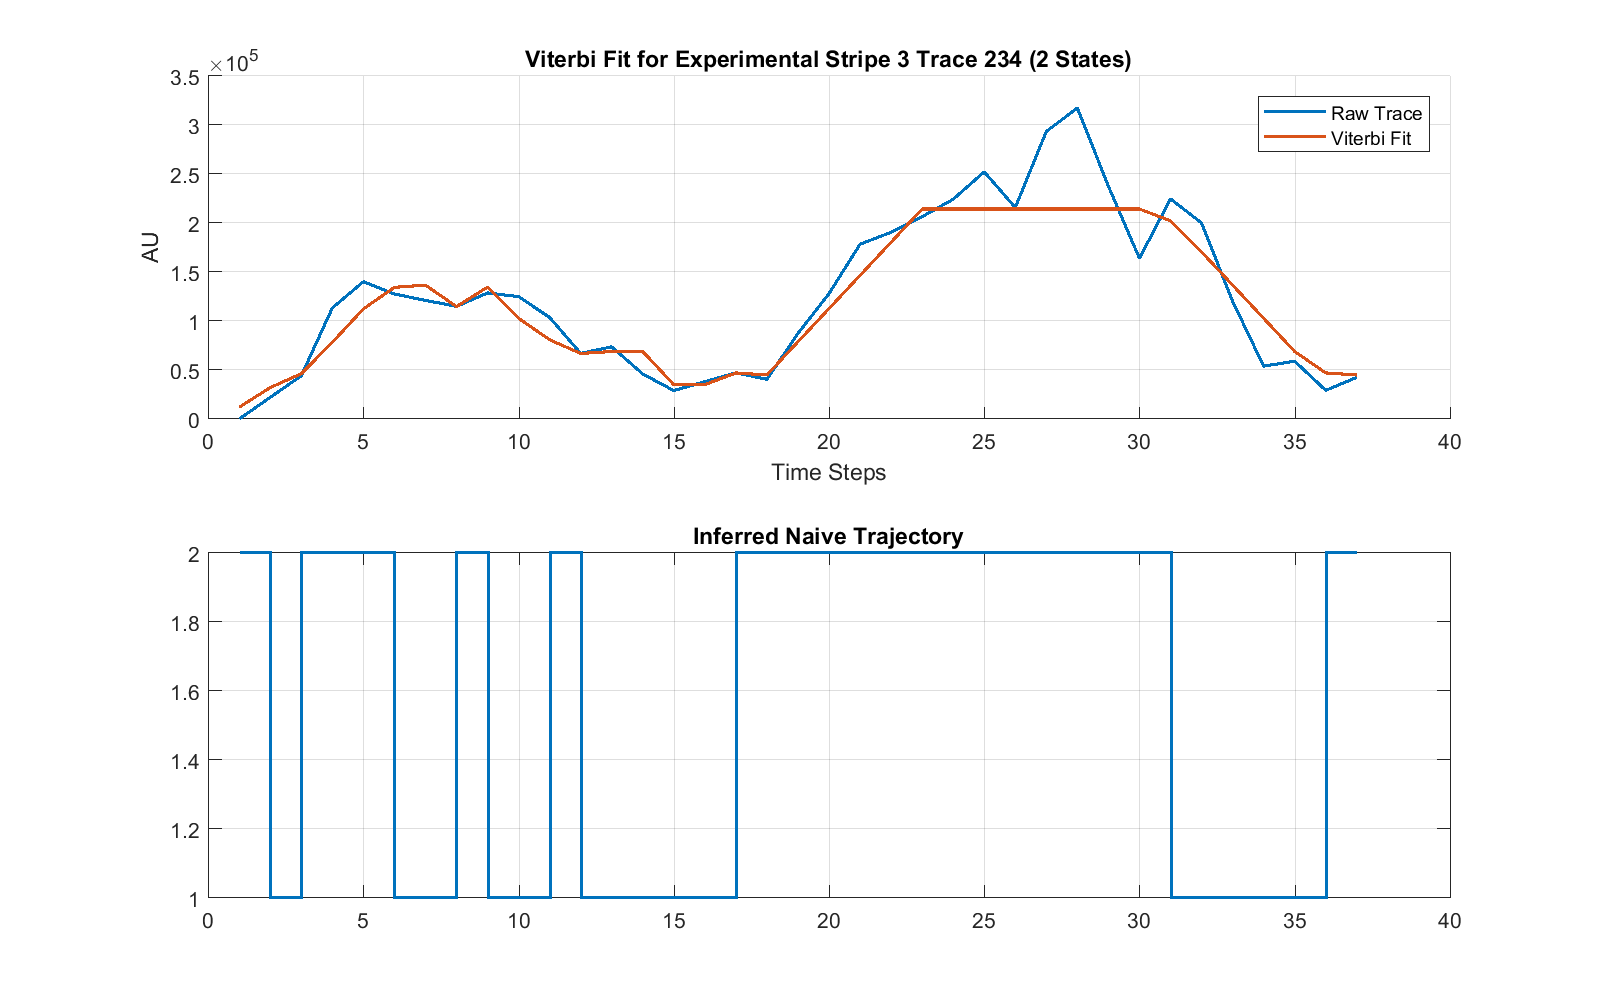 Viterbi Fit for Experimental Stripe 3 Trace 234 (2 States)
×10^5
3.5
3
2.5
2
1.5
1
0.5
0
AU
Raw Trace
Viterbi Fit
0 5 10 15 20 25 30 35 40
Time Steps
Inferred Naive Trajectory
2
1.8
1.6
1.4
1.2
1
0 5 10 15 20 25 30 35 40